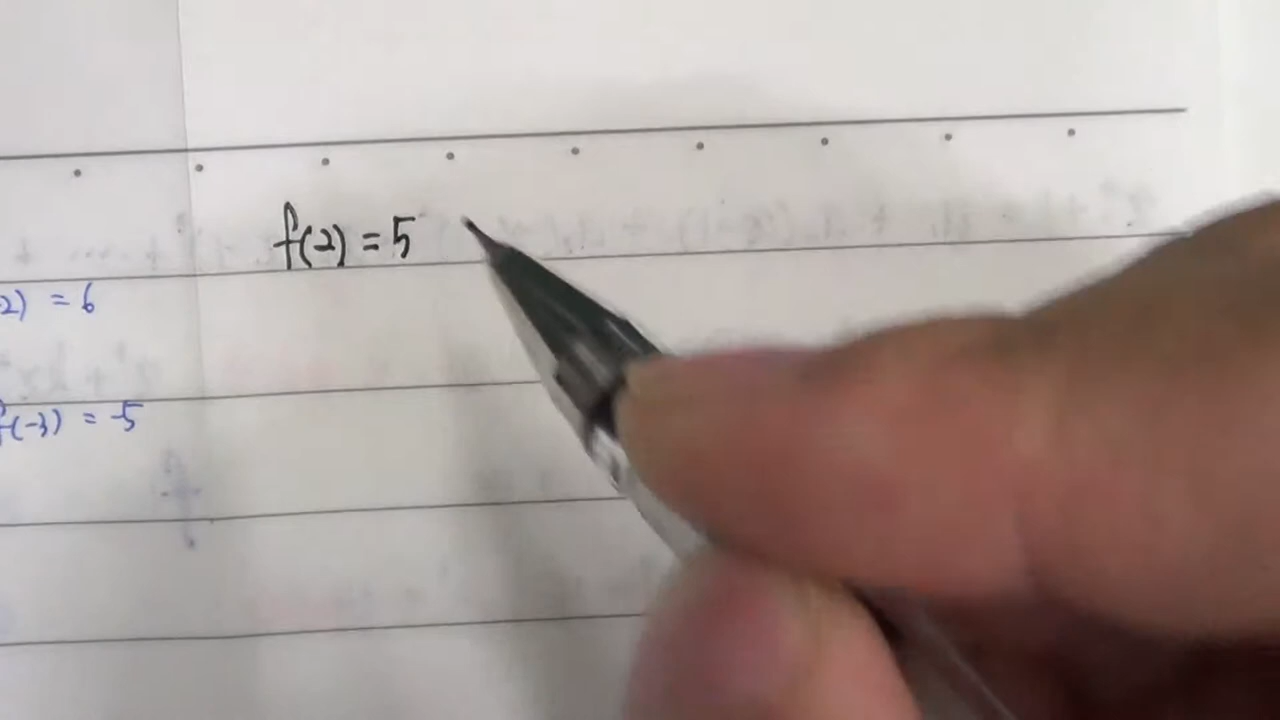 f(2) = 5
2) = 6
f(-3) = -5